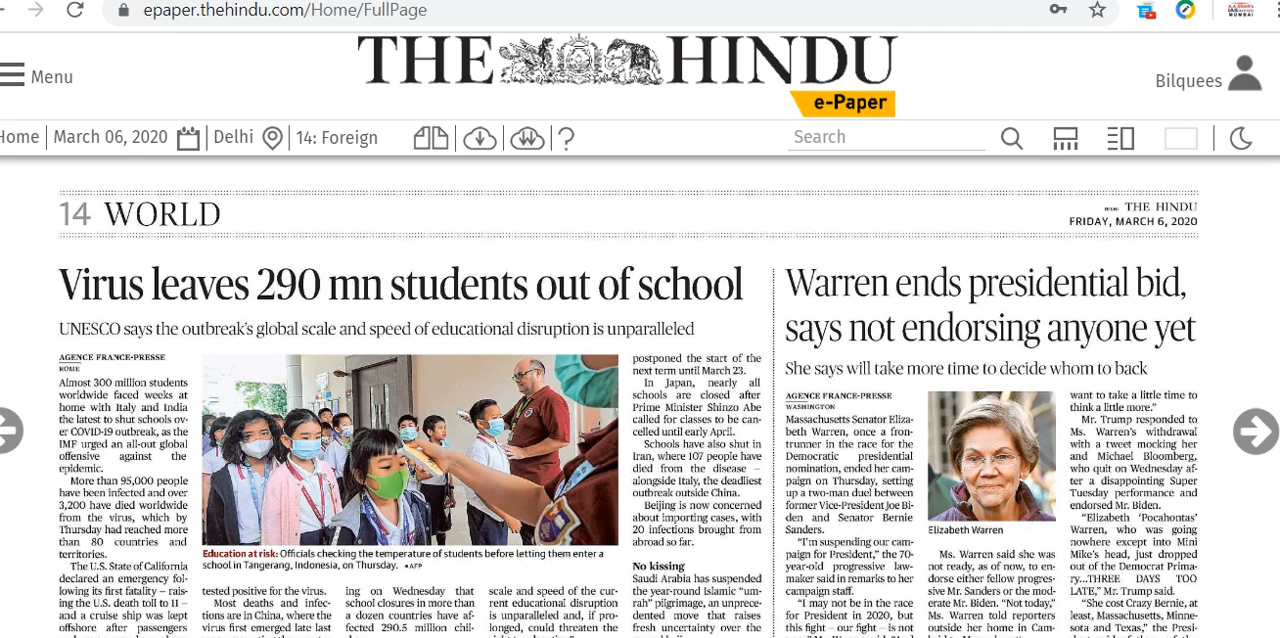 epaper.thehindu.com/Home/FullPage
Menu
THE HINDU
e-Paper
Bilquees
Home
March 06, 2020
Delhi
14: Foreign
?
Search
14 WORLD
THE HINDU
FRIDAY, MARCH 6, 2020
Virus leaves 290 mn students out of school
UNESCO says the outbreak's global scale and speed of educational disruption is unparalleled
AGENCE FRANCE-PRESSE
ROME
Almost 300 million students
worldwide faced weeks at
home with Italy and India
the latest to shut schools ov-
er COVID-19 outbreak, as the
IMF urged an all-out global
offensive against the
epidemic.
More than 95,000 people
have been infected and over
3,200 have died worldwide
from the virus, which by
Thursday had reached more
than 80 countries and
territories.
The U.S. State of California
declared an emergency fol-
lowing its first fatality – rais-
ing the U.S. death toll to 11 –
and a cruise ship was kept
offshore after passengers
Education at risk: Officials checking the temperature of students before letting them enter a
school in Tangerang, Indonesia, on Thursday. AFP
tested positive for the virus.
Most deaths and infec-
tions are in China, where the
virus first emerged late last
ing on Wednesday that
school closures in more than
a dozen countries have af-
fected 290.5 million chil-
scale and speed of the cur-
rent educational disruption
is unparalleled and, if pro-
longed, could threaten the
postponed the start of the
next term until March 23.
In Japan, nearly all
schools are closed after
Prime Minister Shinzo Abe
called for classes to be can-
celled until early April.
Schools have also shut in
Iran, where 107 people have
died from the disease –
alongside Italy, the deadliest
outbreak outside China.
Beijing is now concerned
about importing cases, with
20 infections brought from
abroad so far.
No kissing
Saudi Arabia has suspended
the year-round Islamic "um-
rah" pilgrimage, an unprece-
dented move that raises
fresh uncertainty over the
Warren ends presidential bid,
says not endorsing anyone yet
She says will take more time to decide whom to back
AGENCE FRANCE-PRESSE
WASHINGTON
Massachusetts Senator Eliza-
beth Warren, once a fron-
trunner in the race for the
Democratic presidential
nomination, ended her cam-
paign on Thursday, setting
up a two-man duel between
former Vice-President Joe Bi-
den and Senator Bernie
Sanders.
"I'm suspending our cam-
paign for President," the 70-
year-old progressive law-
maker said in remarks to her
campaign staff.
"I may not be in the race
for President in 2020, but
this fight – our fight – is not
Elizabeth Warren
Ms. Warren said she was
not ready, as of now, to en-
dorse either fellow progres-
sive Mr. Sanders or the mod-
erate Mr. Biden. "Not today,"
Ms. Warren told reporters
outside her home in Cam-
want to take a little time to
think a little more."
Mr. Trump responded to
Ms. Warren's withdrawal
with a tweet mocking her
and Michael Bloomberg,
who quit on Wednesday af-
ter a disappointing Super
Tuesday performance and
endorsed Mr. Biden.
"Elizabeth 'Pocahontas'
Warren, who was going
nowhere except into Mini
Mike's head, just dropped
out of the Democrat Prima-
ry...THREE DAYS TOO
LATE," Mr. Trump said.
"She cost Crazy Bernie, at
least, Massachusetts, Minne-
sota and Texas," the Presi-